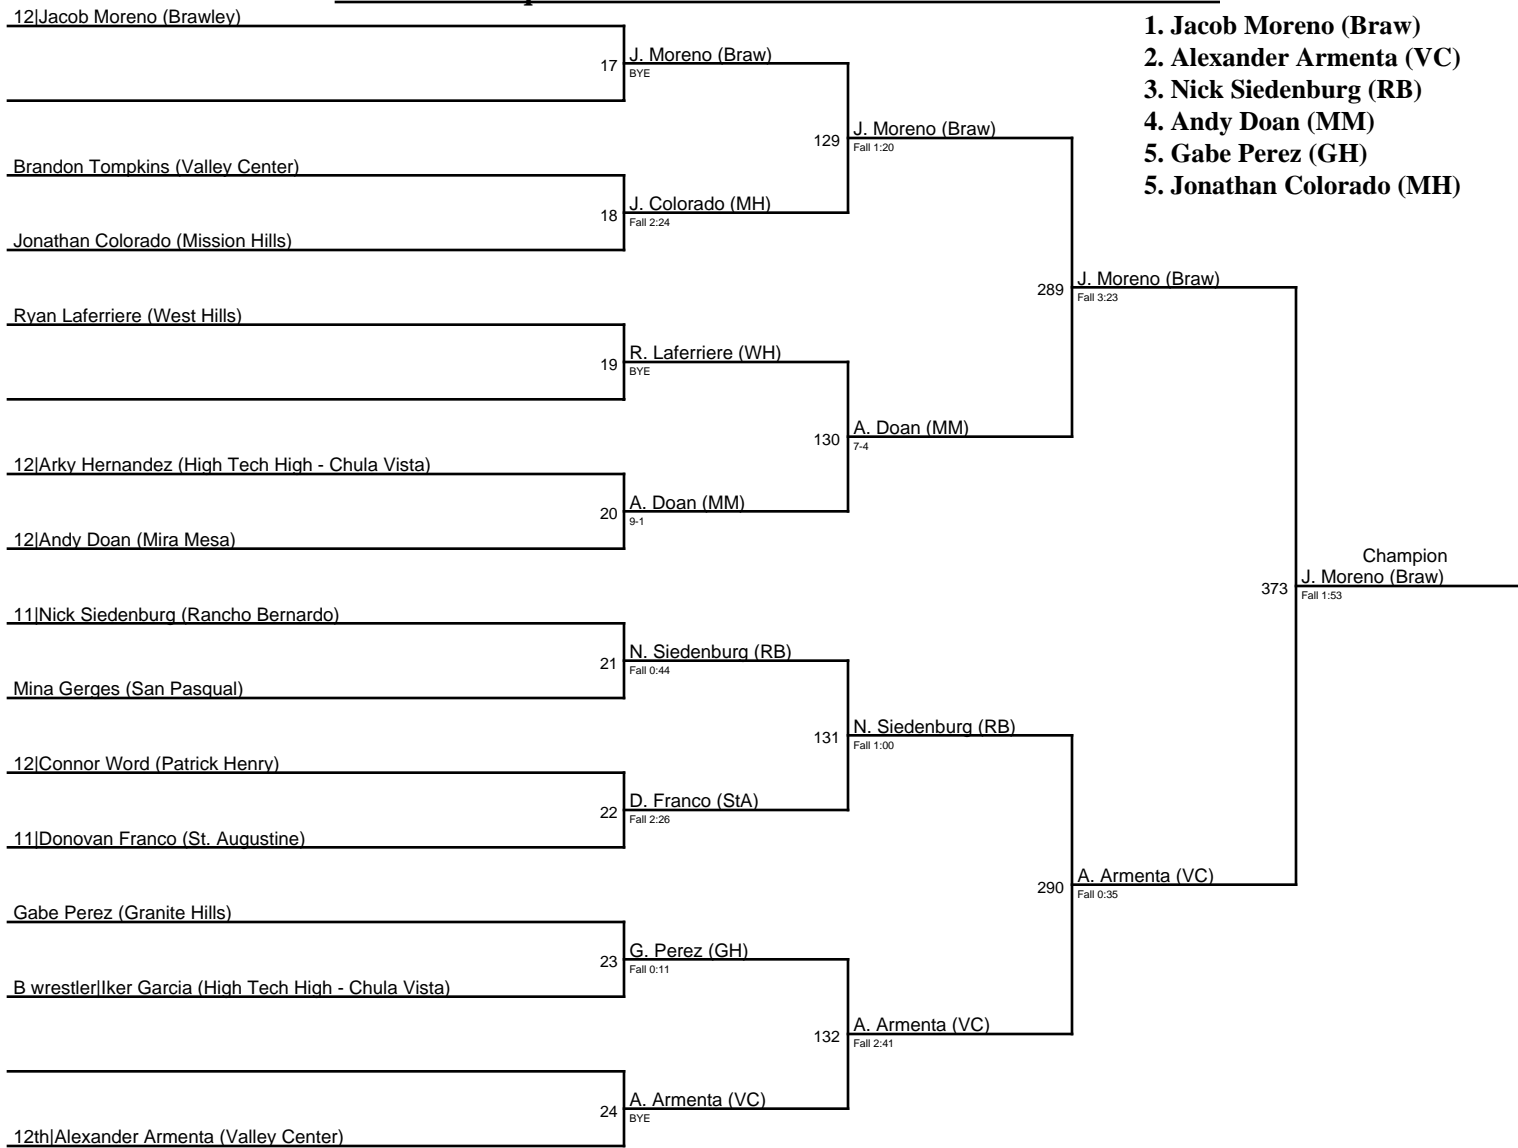 12|Jacob Moreno (Brawley)
17
J. Moreno (Braw)
BYE
129
J. Moreno (Braw)
Fall 1:20
Brandon Tompkins (Valley Center)
18
J. Colorado (MH)
Fall 2:24
Jonathan Colorado (Mission Hills)
289
J. Moreno (Braw)
Fall 3:23
Ryan Laferriere (West Hills)
19
R. Laferriere (WH)
BYE
130
A. Doan (MM)
7-4
12|Arky Hernandez (High Tech High - Chula Vista)
20
A. Doan (MM)
9-1
12|Andy Doan (Mira Mesa)
Champion
373
J. Moreno (Braw)
Fall 1:53
11|Nick Siedenburg (Rancho Bernardo)
21
N. Siedenburg (RB)
Fall 0:44
Mina Gerges (San Pasqual)
131
N. Siedenburg (RB)
Fall 1:00
12|Connor Word (Patrick Henry)
22
D. Franco (StA)
Fall 2:26
11|Donovan Franco (St. Augustine)
290
A. Armenta (VC)
Fall 0:35
Gabe Perez (Granite Hills)
23
G. Perez (GH)
Fall 0:11
B wrestler|Iker Garcia (High Tech High - Chula Vista)
132
A. Armenta (VC)
Fall 2:41
24
A. Armenta (VC)
BYE
12th|Alexander Armenta (Valley Center)
1. Jacob Moreno (Braw)
2. Alexander Armenta (VC)
3. Nick Siedenburg (RB)
4. Andy Doan (MM)
5. Gabe Perez (GH)
5. Jonathan Colorado (MH)